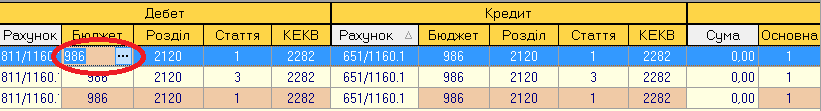 Дебет Кредит
Рахунок Бюджет Розділ Стаття КЕКВ Рахунок Бюджет Розділ Стаття КЕКВ Сума Основна
811/1160. 986 ... 2120 1 2282 651/1160.1 986 2120 1 2282 0,00 1
811/1160.1 986 2120 3 2282 651/1160.1 986 2120 3 2282 0,00 1
811/1160.1 986 2120 1 2282 651/1160.1 986 2120 1 2282 0,00 1